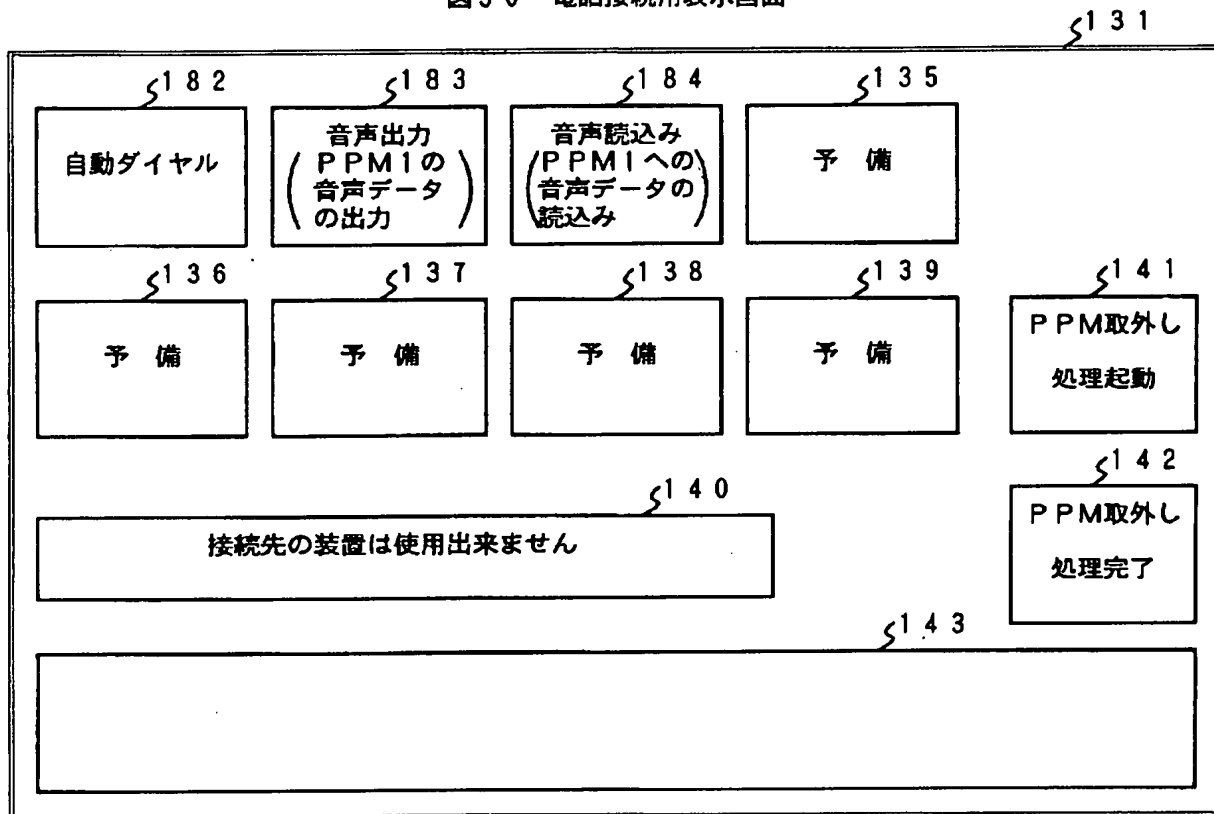 131
182 183 184 135
自動ダイヤル
音声出力
(PPM1の
音声データ
の出力)
音声読込み
(PPM1への
音声データの
読込み)
予 備
136 137 138 139 141
予 備 予 備 予 備 予 備
PPM取外し
処理起動
140
接続先の装置は使用出来ません
142
PPM取外し
処理完了
143